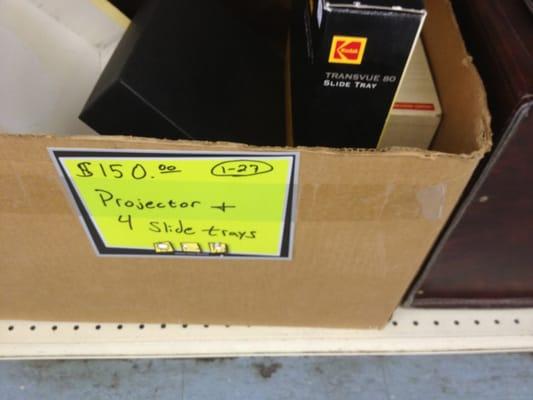 Kodak
TRANSVUE 80
SLIDE TRAY
$150.00 1-27
Projector +
4 slide trays